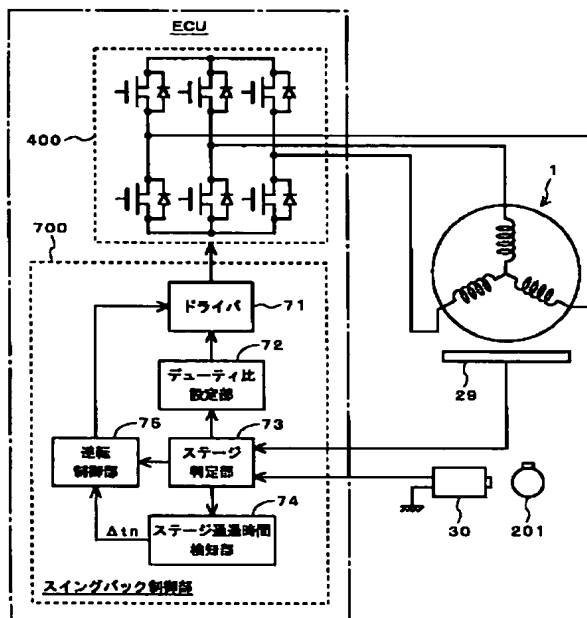 ECU
400
1
700
ドライバ
71
72
デューティ比
設定部
29
75
73
逆転
制御部
ステージ
判定部
30
201
74
Δtn
ステージ通過時間
検知部
スイングバック制御部